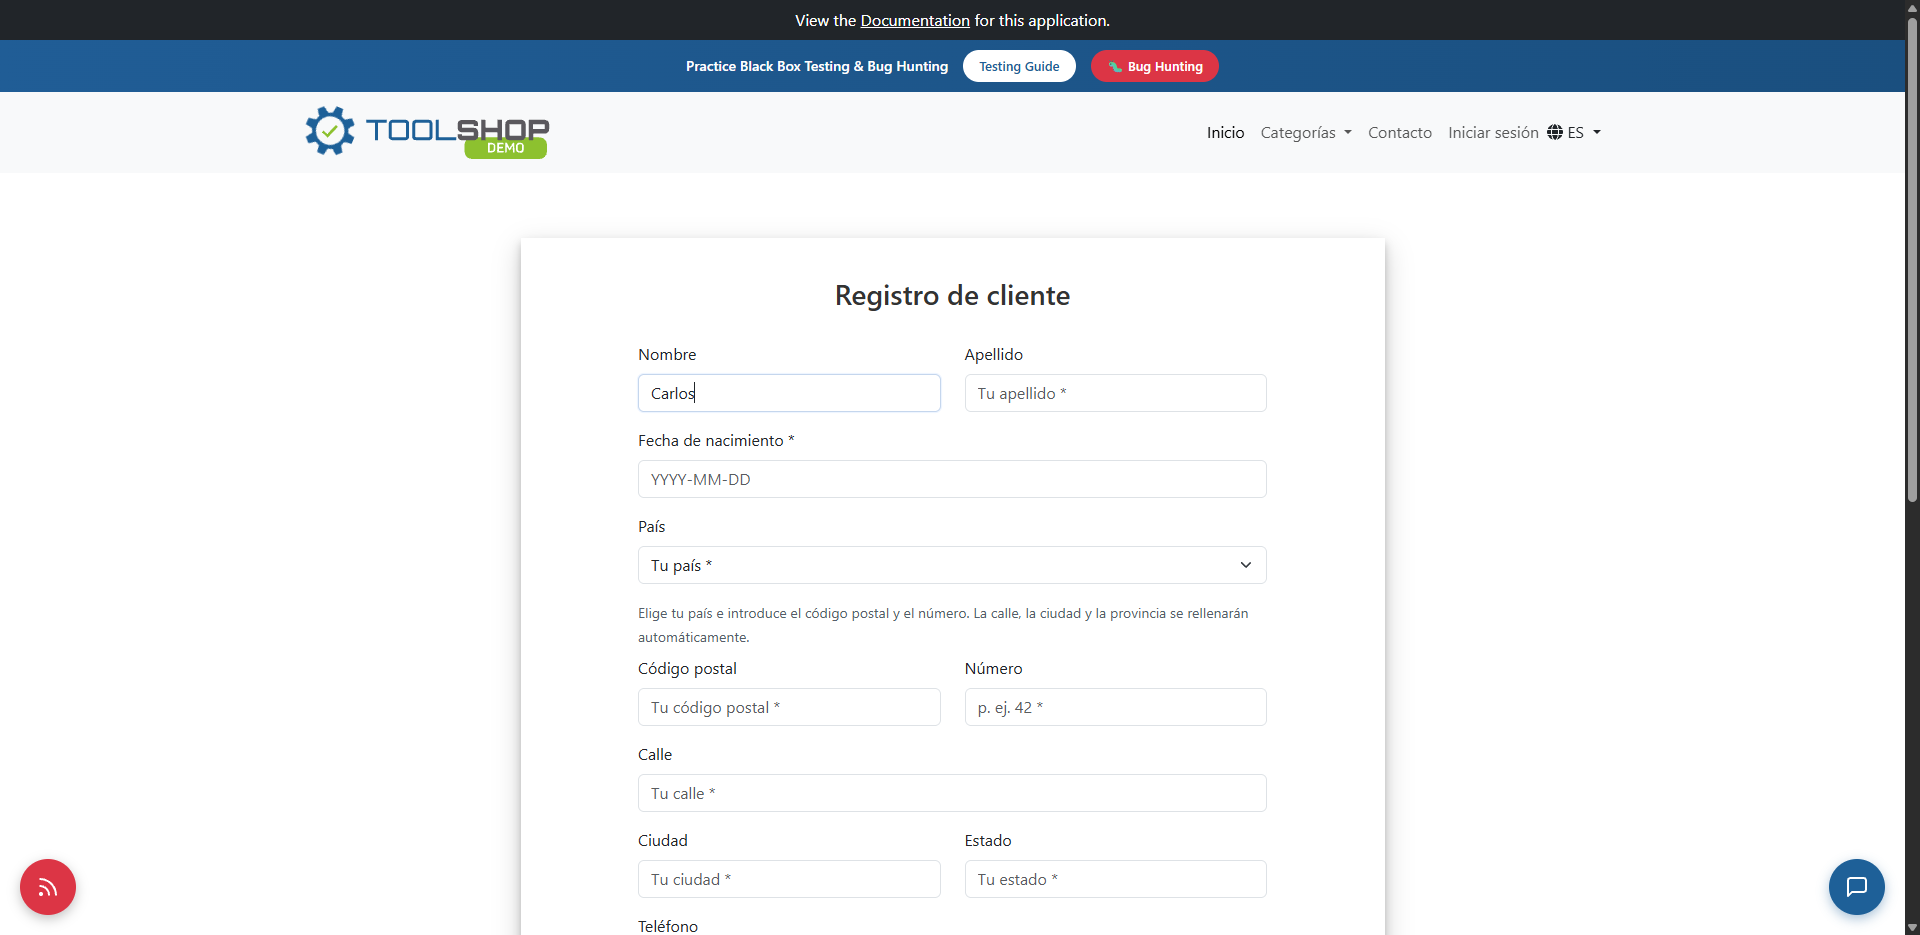 View the Documentation for this application.
Practice Black Box Testing & Bug Hunting Testing Guide Bug Hunting
TOOLSHOP
DEMO
Inicio Categorías Contacto Iniciar sesión ES
Registro de cliente
Nombre Apellido
Carlos Tu apellido *
Fecha de nacimiento *
YYYY-MM-DD
País
Tu país *
Elige tu país e introduce el código postal y el número. La calle, la ciudad y la provincia se rellenarán
automáticamente.
Código postal Número
Tu código postal * p. ej. 42 *
Calle
Tu calle *
Ciudad Estado
Tu ciudad * Tu estado *
Teléfono